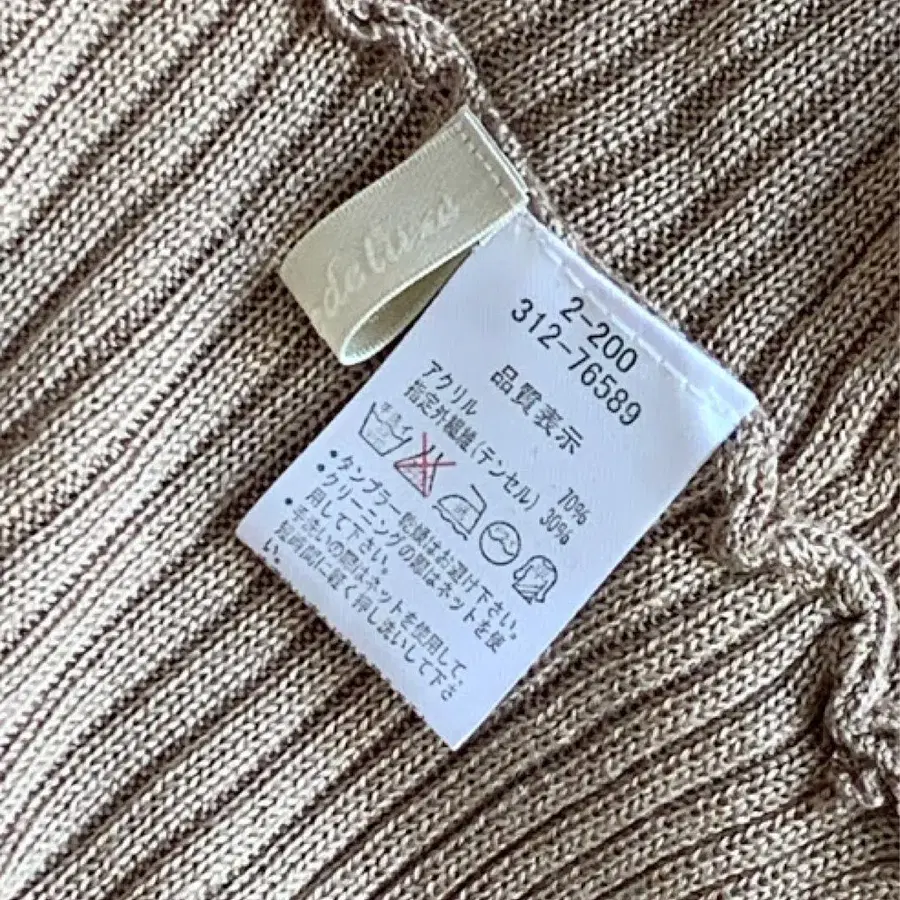 de luxe
2-200
312-76589
品質表示
アクリル 70%
指定外繊維(テンセル) 30%
•タンブラー乾燥はお避け下さい。
•クリーニングの際はネットを使
用して下さい。
•手洗いの際はネットを使用して、
短時間に軽く押し洗いして下さ
い。